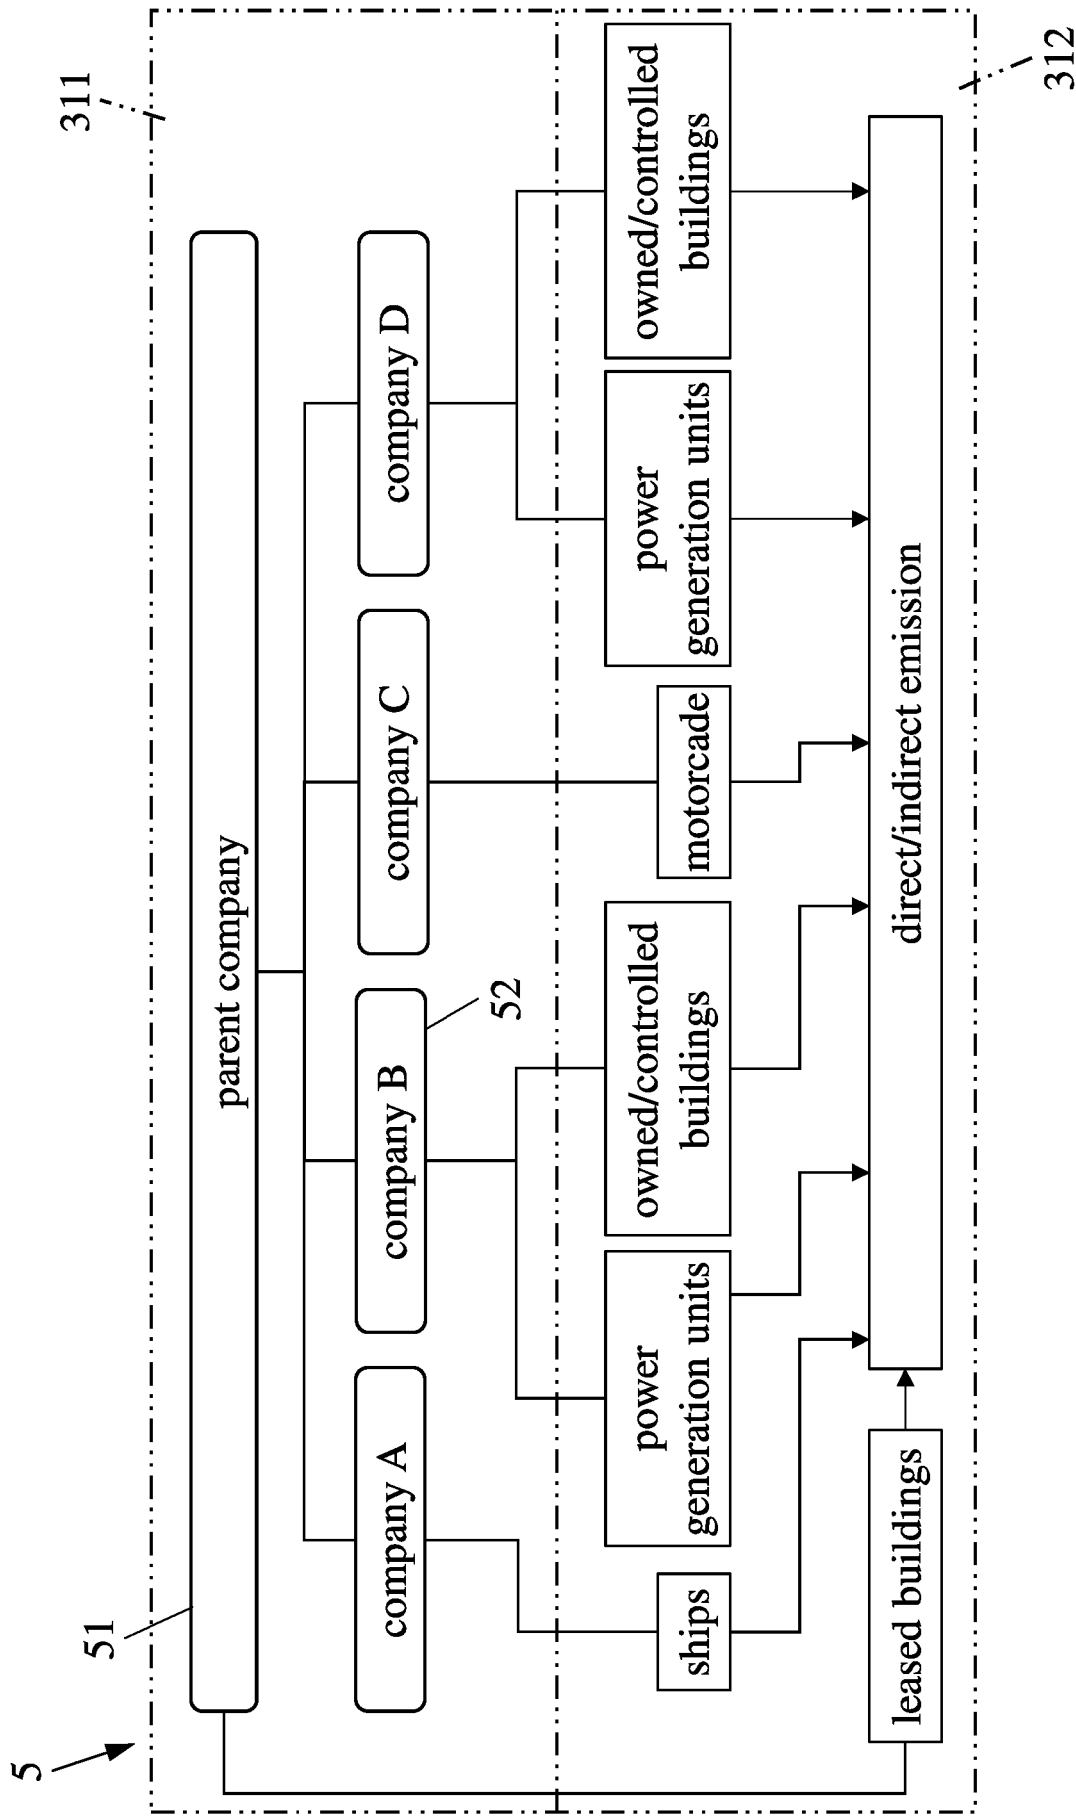 5
311
51
parent company
company A
company B
company C
company D
52
ships
power
generation units
owned/controlled
buildings
motorcade
power
generation units
owned/controlled
buildings
leased buildings
direct/indirect emission
312